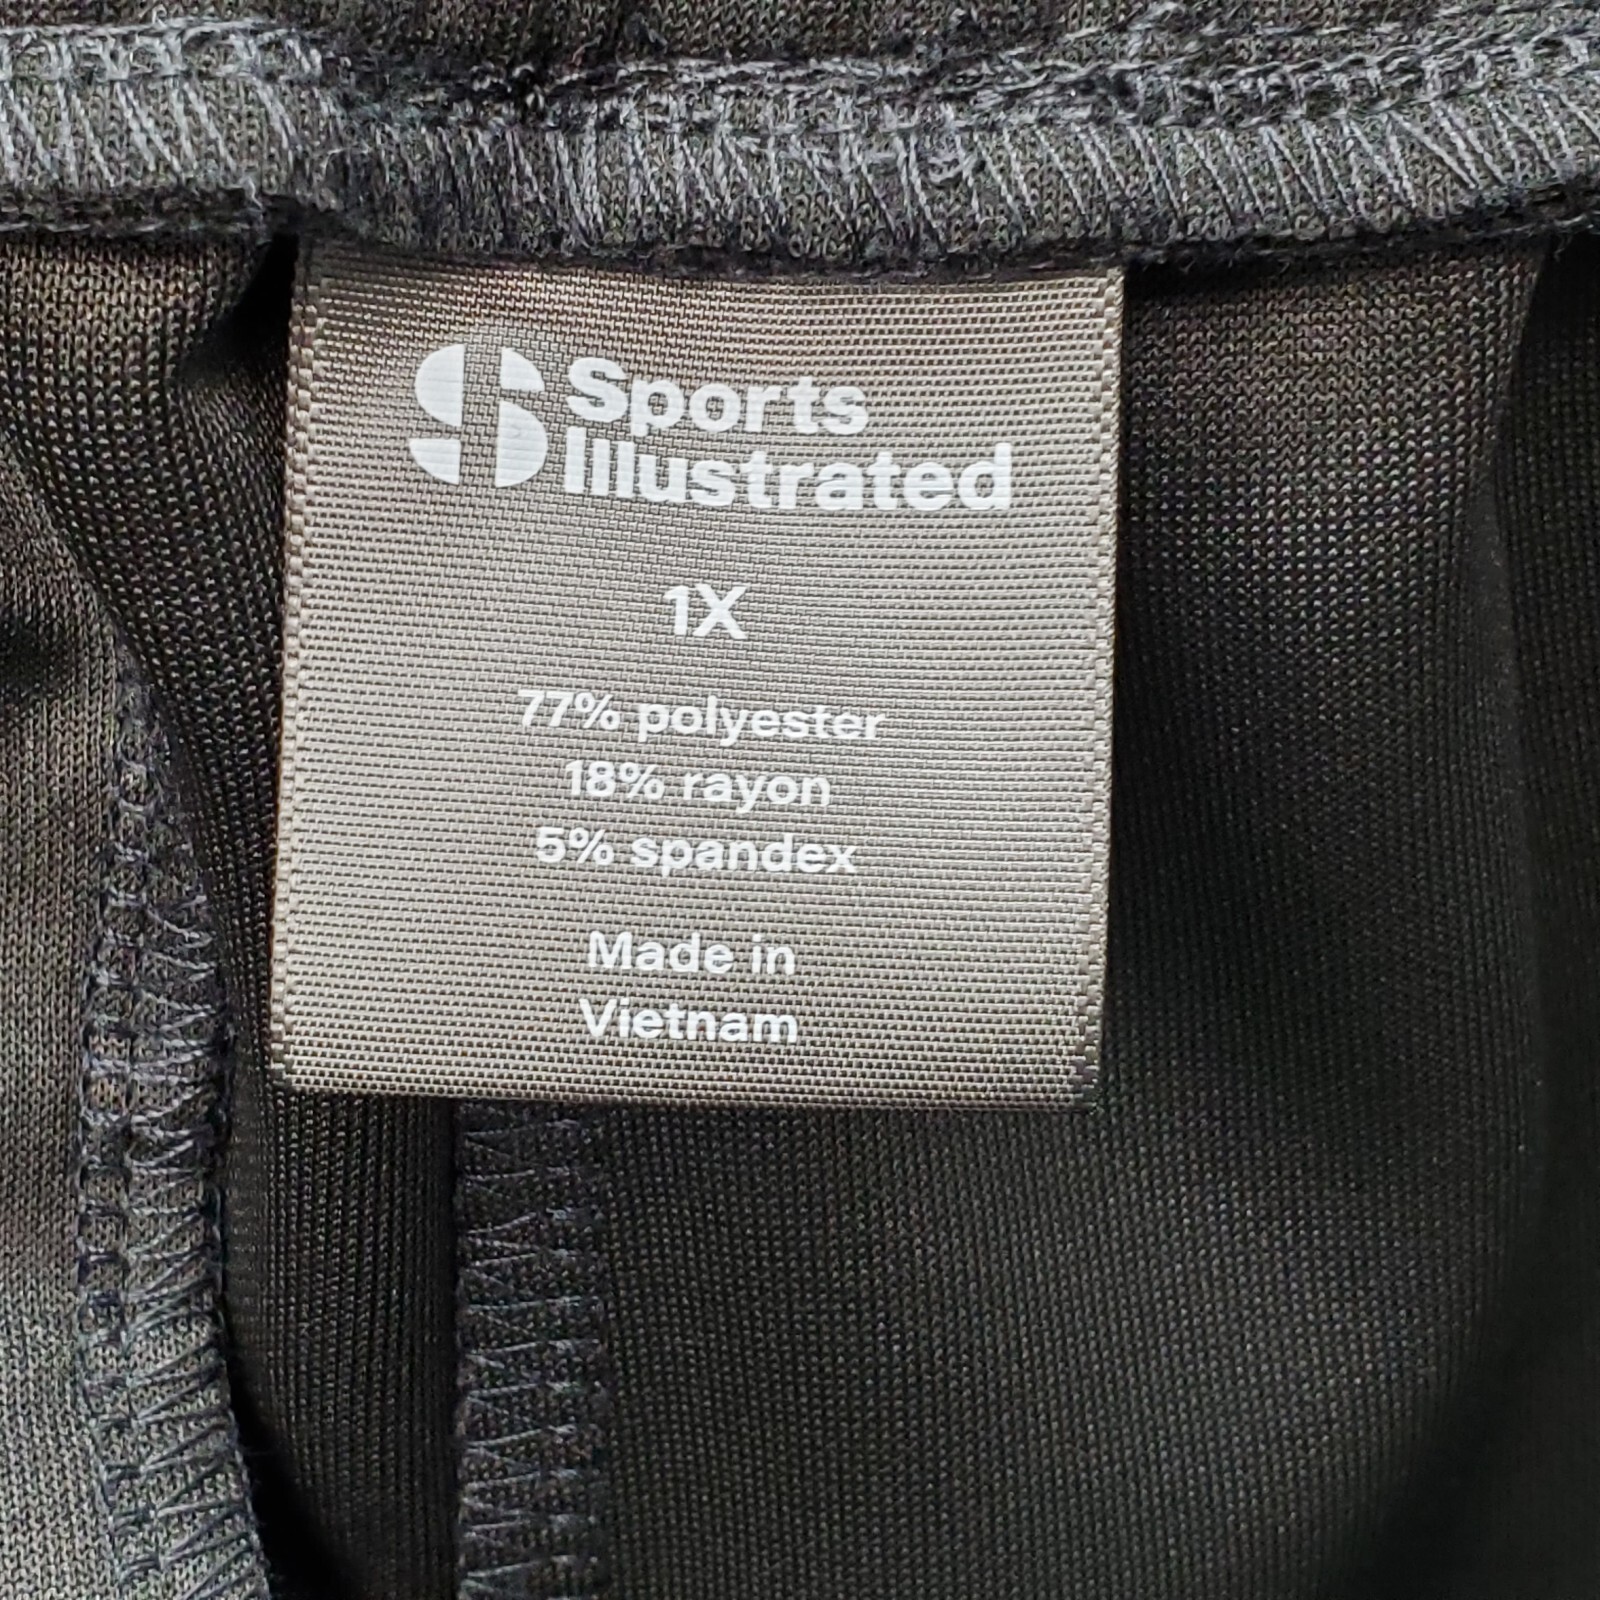 Sports
Illustrated
1X
77% polyester
18% rayon
5% spandex
Made in
Vietnam